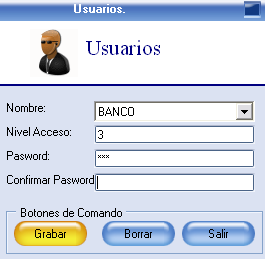 Usuarios.
Usuarios
Nombre: BANCO
Nivel Acceso: 3
Pasword: ***
Confirmar Pasword
Botones de Comando
Grabar Borrar Salir